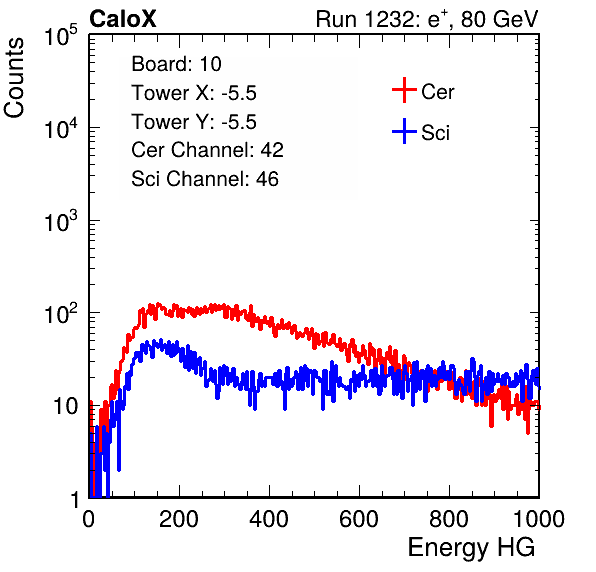 CaloX
Run 1232: e⁺, 80 GeV
Counts
10⁵
10⁴
10³
10²
10
1
Board: 10
Tower X: -5.5
Tower Y: -5.5
Cer Channel: 42
Sci Channel: 46
Cer
Sci
0 200 400 600 800 1000
Energy HG